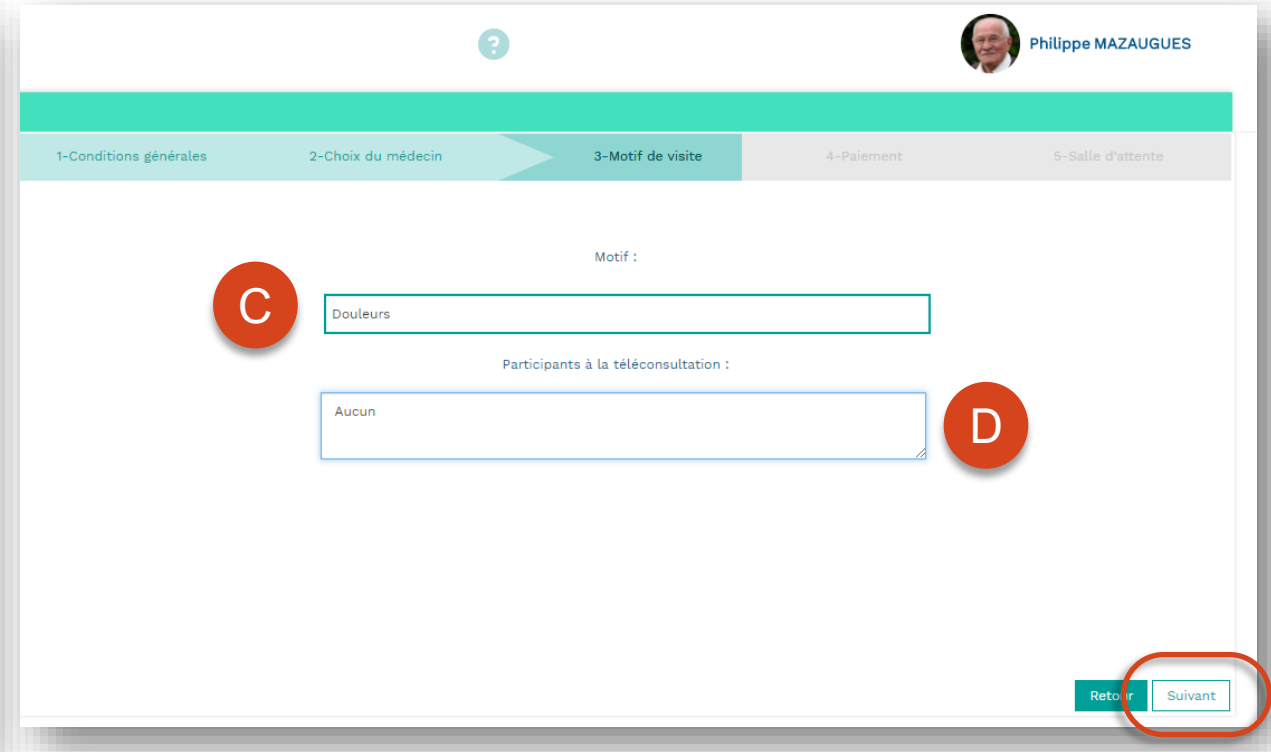 ?
Philippe MAZAUGUES
1-Conditions générales 2-Choix du médecin 3-Motif de visite 4-Paiement 5-Salle d'attente
Motif :
C
Douleurs
Participants à la téléconsultation :
Aucun
D
Retour Suivant